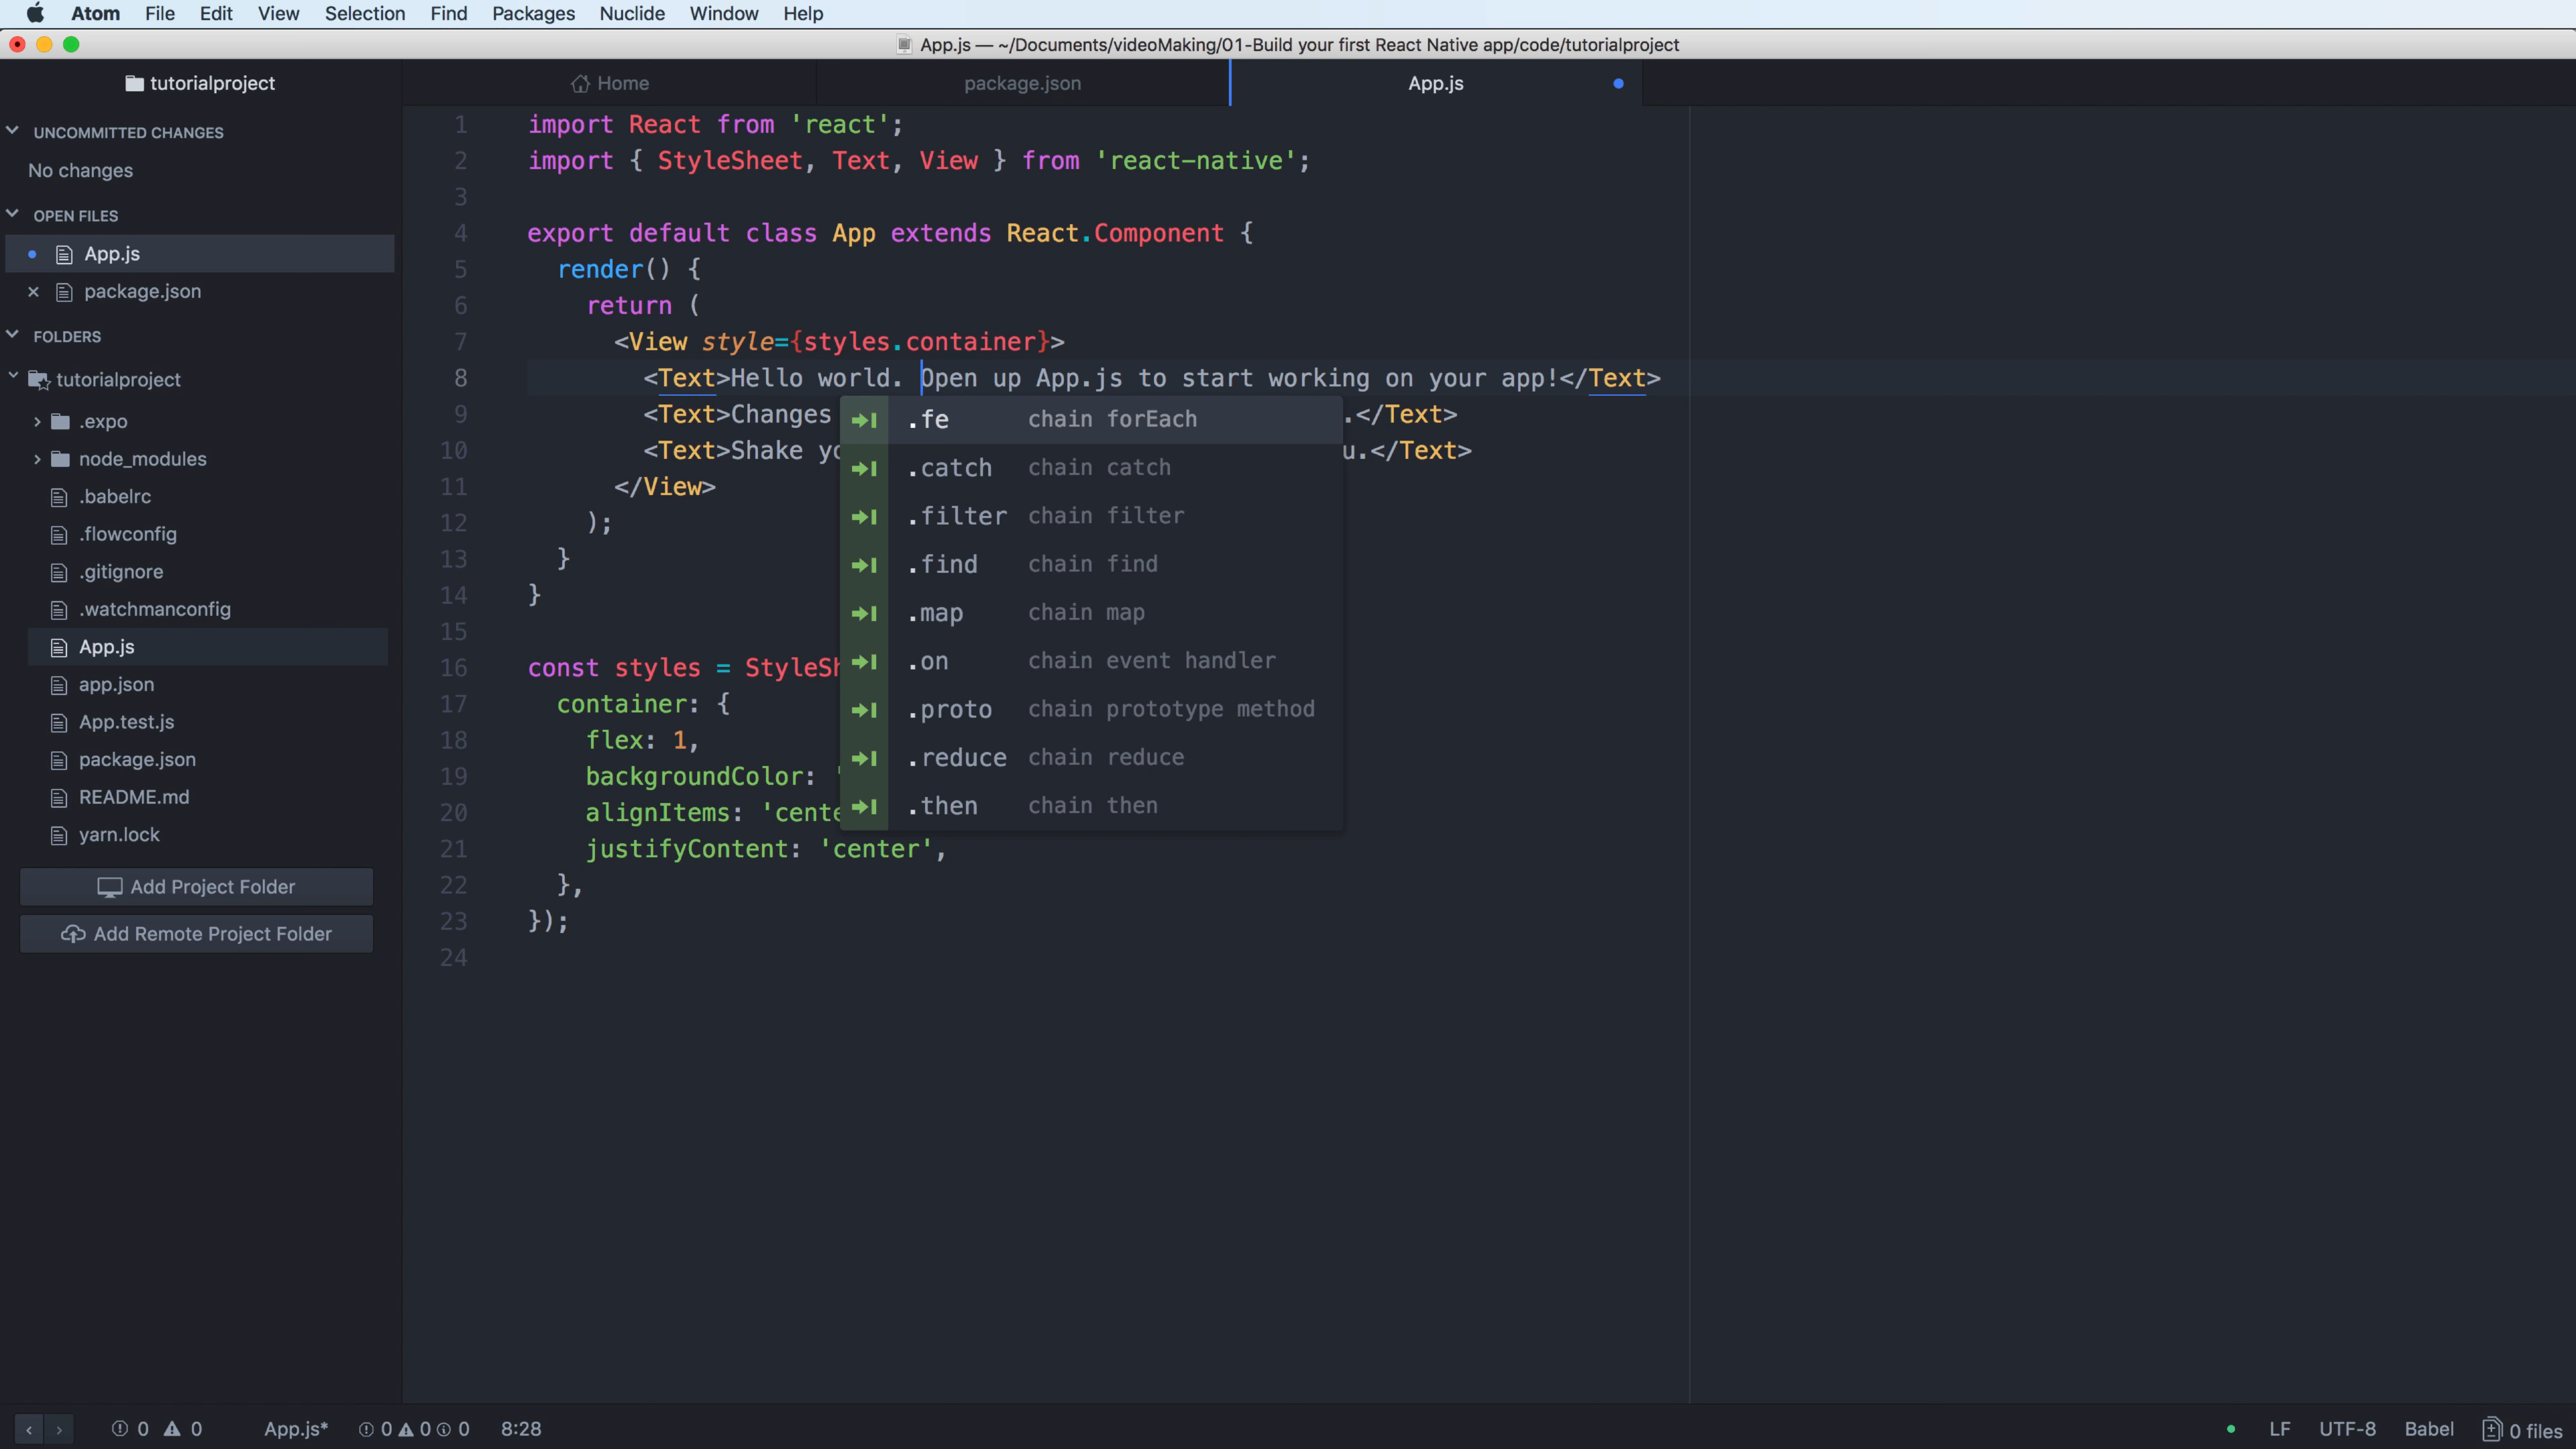 Atom File Edit View Selection Find Packages Nuclide Window Help
App.js — ~/Documents/videoMaking/01-Build your first React Native app/code/tutorialproject
tutorialproject
Home
package.json
App.js
UNCOMMITTED CHANGES
No changes
OPEN FILES
App.js
package.json
FOLDERS
tutorialproject
.expo
node_modules
.babelrc
.flowconfig
.gitignore
.watchmanconfig
App.js
app.json
App.test.js
package.json
README.md
yarn.lock
Add Project Folder
Add Remote Project Folder
1 import React from 'react';
2 import { StyleSheet, Text, View } from 'react-native';
3
4 export default class App extends React.Component {
5 render() {
6 return (
7 <View style={styles.container}>
8 <Text>Hello world. Open up App.js to start working on your app!</Text>
9 <Text>Changes .</Text>
10 <Text>Shake yo u.</Text>
11 </View>
12 );
13 }
14 }
15
16 const styles = StyleSh
17 container: {
18 flex: 1,
19 backgroundColor: '
20 alignItems: 'cente
21 justifyContent: 'center',
22 },
23 });
24
.fe chain forEach
.catch chain catch
.filter chain filter
.find chain find
.map chain map
.on chain event handler
.proto chain prototype method
.reduce chain reduce
.then chain then
0 0 App.js* 0 0 0 8:28 LF UTF-8 Babel 0 files